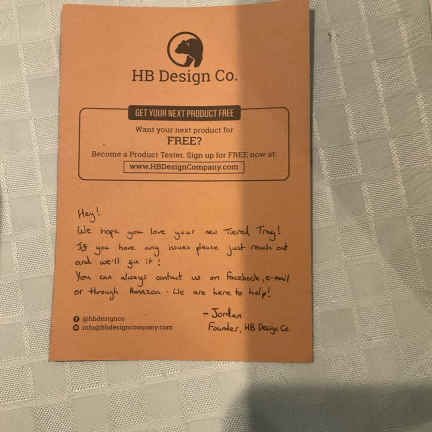 HB Design Co.
GET YOUR NEXT PRODUCT FREE
Want your next product for
FREE?
Become a Product Tester. Sign up for FREE now at:
www.HBDesignCompany.com
Hey!
We hope you love your new Tiered Tray!
If you have any issues please just reach out
and we'll fix it!
You can always contact us on Facebook, e-mail
or through Amazon - We are here to help!
- Jordan
Founder, HB Design Co.
@hbdesignco
info@hbdesigncompany.com